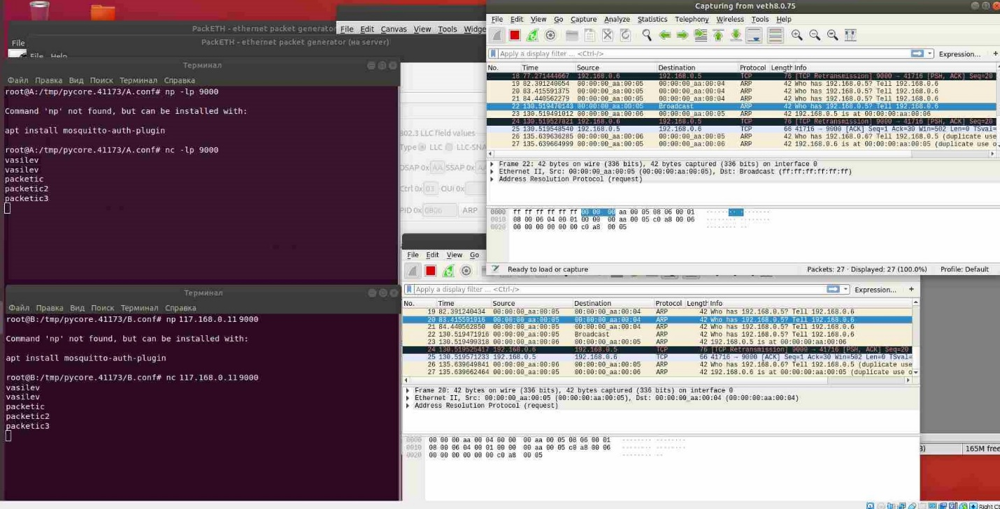 PackETH - ethernet packet generator
File Edit Canvas View Tools Widge
PackETH - ethernet packet generator (на server)
File
File Help
Терминал
Файл Правка Вид Поиск Терминал Справка
root@A:/tmp/pycore.41173/A.conf# np -lp 9000
Command 'np' not found, but can be installed with:
apt install mosquitto-auth-plugin
root@A:/tmp/pycore.41173/A.conf# nc -lp 9000
vasilev
vasilev
packetic
packetic2
packetic3
802.3 LLC field values
Type LLC LLC-SNA
DSAP 0x AA SSAP 0x AA
Ctrl 0x 03 OUI 0x
PID 0x 0806 ARP
Терминал
Файл Правка Вид Поиск Терминал Справка
root@B:/tmp/pycore.41173/B.conf# np 117.168.0.11 9000
Command 'np' not found, but can be installed with:
apt install mosquitto-auth-plugin
root@B:/tmp/pycore.41173/B.conf# nc 117.168.0.11 9000
vasilev
vasilev
packetic
packetic2
packetic3
Capturing from veth8.0.75
File Edit View Go Capture Analyze Statistics Telephony Wireless Tools Help
Apply a display filter ... <Ctrl-/> Expression... +
No. Time Source Destination Protocol Length Info
18 77.271444667 192.168.0.6 192.168.0.5 TCP 76 [TCP Retransmission] 9000 → 41716 [PSH, ACK] Seq=20
19 82.391240054 00:00:00_aa:00:05 00:00:00_aa:00:04 ARP 42 Who has 192.168.0.5? Tell 192.168.0.6
20 83.415591375 00:00:00_aa:00:05 00:00:00_aa:00:04 ARP 42 Who has 192.168.0.5? Tell 192.168.0.6
21 84.440562279 00:00:00_aa:00:05 00:00:00_aa:00:04 ARP 42 Who has 192.168.0.5? Tell 192.168.0.6
22 130.519470143 00:00:00_aa:00:05 Broadcast ARP 42 Who has 192.168.0.5? Tell 192.168.0.6
23 130.519491012 00:00:00_aa:00:06 00:00:00_aa:00:05 ARP 42 192.168.0.5 is at 00:00:00:aa:00:06
24 130.519527821 192.168.0.6 192.168.0.5 TCP 76 [TCP Retransmission] 9000 → 41716 [PSH, ACK] Seq=20
25 130.519548540 192.168.0.5 192.168.0.6 TCP 66 41716 → 9000 [ACK] Seq=1 Ack=30 Win=502 Len=0 TSval=
26 135.639636285 00:00:00_aa:00:06 00:00:00_aa:00:05 ARP 42 Who has 192.168.0.6? Tell 192.168.0.5 (duplicate use
27 135.639664999 00:00:00_aa:00:05 00:00:00_aa:00:06 ARP 42 192.168.0.6 is at 00:00:00:aa:00:05 (duplicate use o
Frame 22: 42 bytes on wire (336 bits), 42 bytes captured (336 bits) on interface 0
Ethernet II, Src: 00:00:00_aa:00:05 (00:00:00:aa:00:05), Dst: Broadcast (ff:ff:ff:ff:ff:ff)
Address Resolution Protocol (request)
0000 ff ff ff ff ff ff 00 00 00 aa 00 05 08 06 00 01
0010 08 00 06 04 00 01 00 00 00 aa 00 05 c0 a8 00 06
0020 00 00 00 00 00 00 c0 a8 00 05
Ready to load or capture Packets: 27 · Displayed: 27 (100.0%) Profile: Default
File Edit View Go
Apply a display filter ... <Ctrl-/> Expression... +
No. Time Source Destination Protocol Length Info
19 82.391240434 00:00:00_aa:00:05 00:00:00_aa:00:04 ARP 42 Who has 192.168.0.5? Tell 192.168.0.6
20 83.415591916 00:00:00_aa:00:05 00:00:00_aa:00:04 ARP 42 Who has 192.168.0.5? Tell 192.168.0.6
21 84.440562850 00:00:00_aa:00:05 00:00:00_aa:00:04 ARP 42 Who has 192.168.0.5? Tell 192.168.0.6
22 130.519471916 00:00:00_aa:00:05 Broadcast ARP 42 Who has 192.168.0.5? Tell 192.168.0.6
23 130.519499318 00:00:00_aa:00:06 00:00:00_aa:00:05 ARP 42 192.168.0.5 is at 00:00:00:aa:00:06
24 130.519525417 192.168.0.6 192.168.0.5 TCP 76 [TCP Retransmission] 9000 → 41716 [PSH, ACK] Seq=20
25 130.519571233 192.168.0.5 192.168.0.6 TCP 66 41716 → 9000 [ACK] Seq=1 Ack=30 Win=502 Len=0 TSval=
26 135.639649841 00:00:00_aa:00:06 00:00:00_aa:00:05 ARP 42 Who has 192.168.0.6? Tell 192.168.0.5 (duplicate use
27 135.639662464 00:00:00_aa:00:05 00:00:00_aa:00:06 ARP 42 192.168.0.6 is at 00:00:00:aa:00:05 (duplicate use o
Frame 20: 42 bytes on wire (336 bits), 42 bytes captured (336 bits) on interface 0
Ethernet II, Src: 00:00:00_aa:00:05 (00:00:00:aa:00:05), Dst: 00:00:00_aa:00:04 (00:00:00:aa:00:04)
Address Resolution Protocol (request)
0000 00 00 00 aa 00 04 00 00 00 aa 00 05 08 06 00 01
0010 08 00 06 04 00 01 00 00 00 aa 00 05 c0 a8 00 06
0020 00 00 00 00 00 00 c0 a8 00 05
165M free
Right Ct